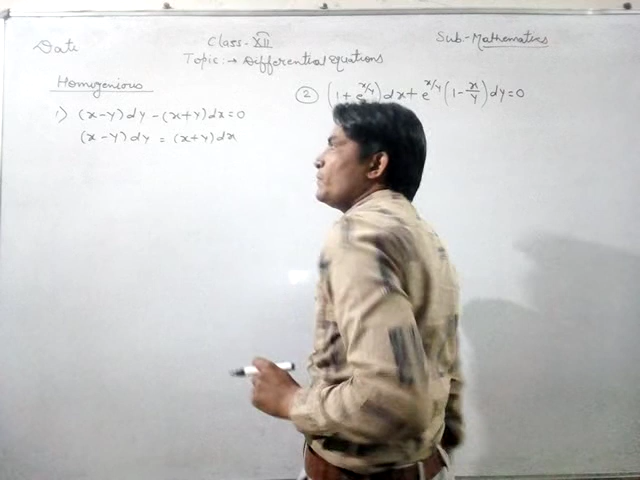 Date
Class - XII
Sub:- Mathematics
Topic:→ Differential equations
Homogenious
1) (x-y) dy - (x+y) dx = 0
(x-y) dy = (x+y) dx
② (1 + e^{x/y}) dx + e^{x/y} (1 - x/y) dy = 0